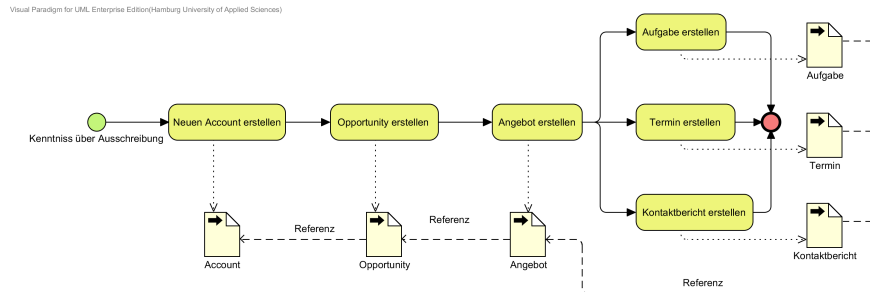 Visual Paradigm for UML Enterprise Edition(Hamburg University of Applied Sciences)
Aufgabe erstellen
Aufgabe
Neuen Account erstellen
Opportunity erstellen
Angebot erstellen
Termin erstellen
Kenntniss über Ausschreibung
Termin
Kontaktbericht erstellen
Referenz
Referenz
Kontaktbericht
Account
Opportunity
Angebot
Referenz